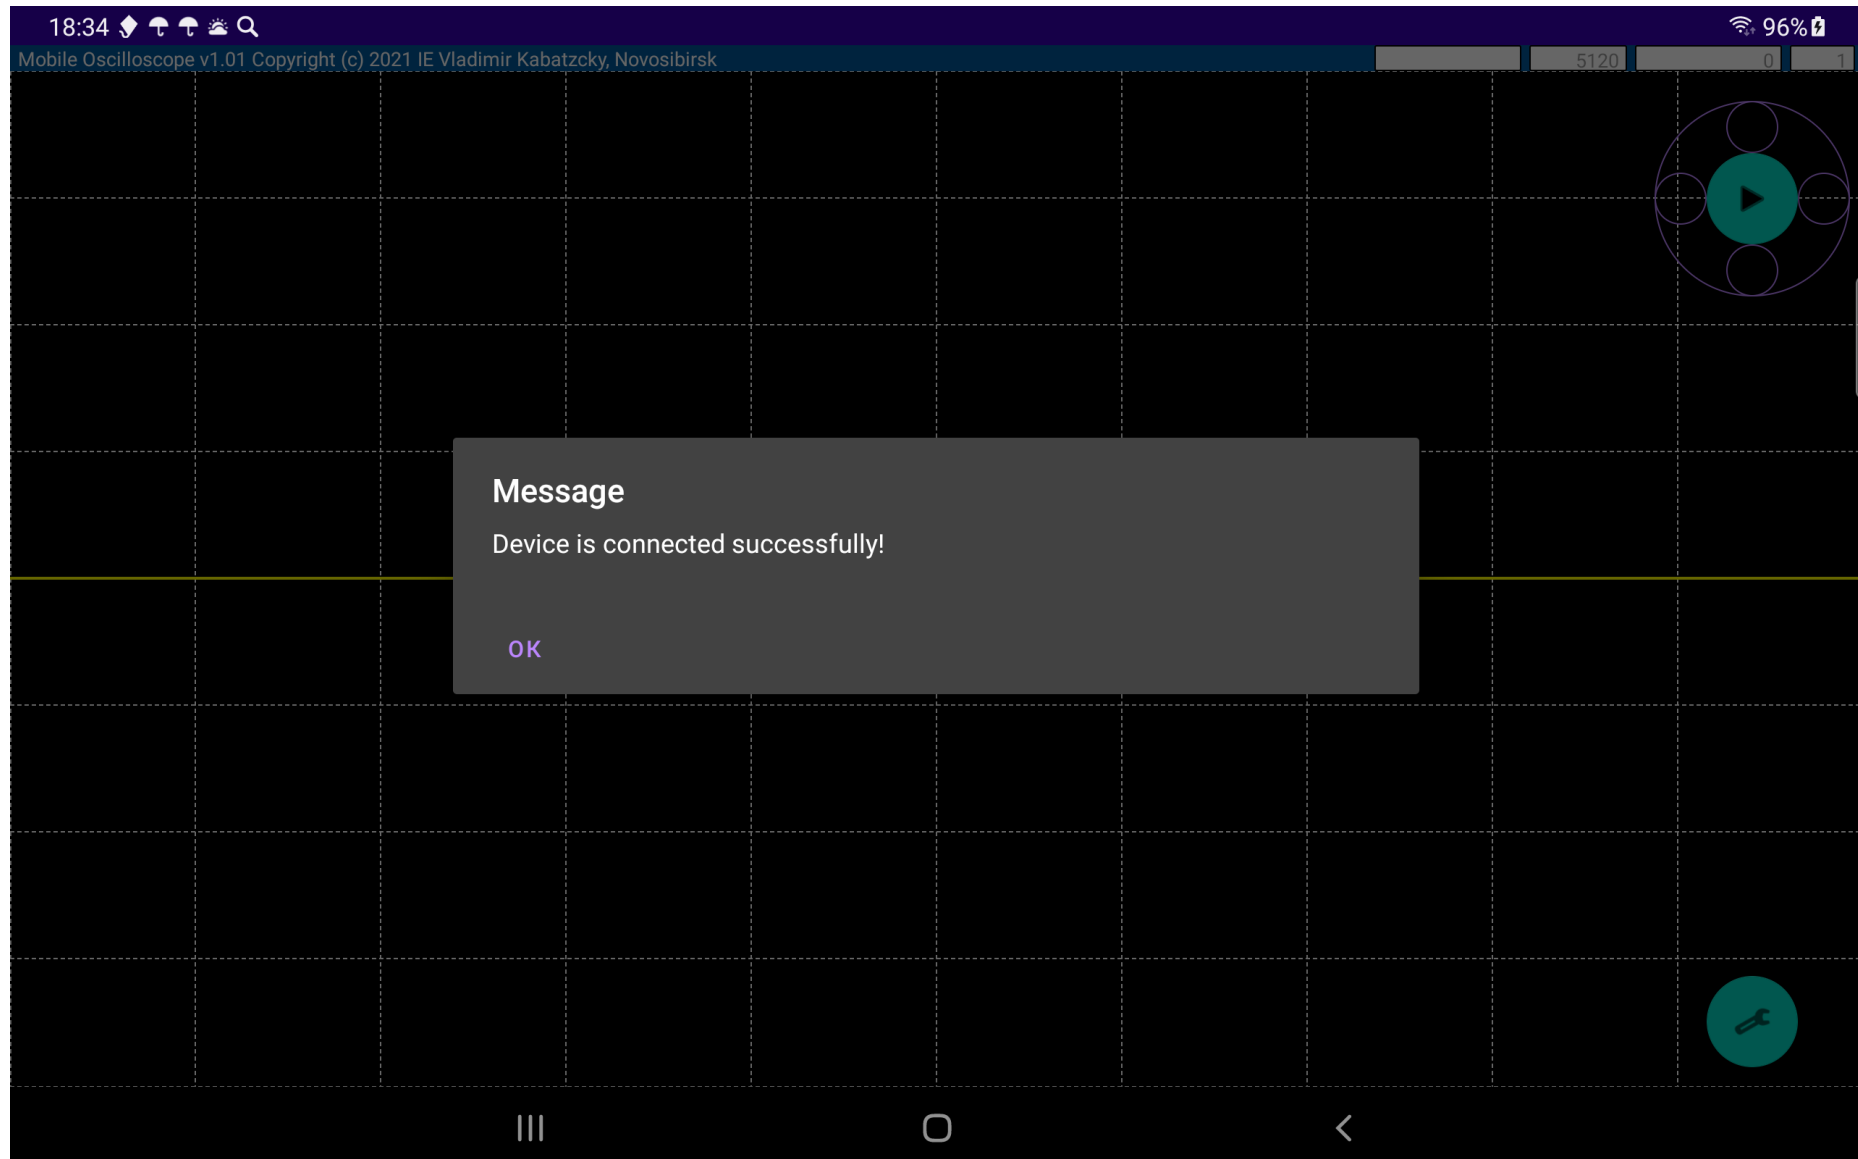 18:34
96%
Mobile Oscilloscope v1.01 Copyright (c) 2021 IE Vladimir Kabatzcky, Novosibirsk
5120
0
1
Message
Device is connected successfully!
OK